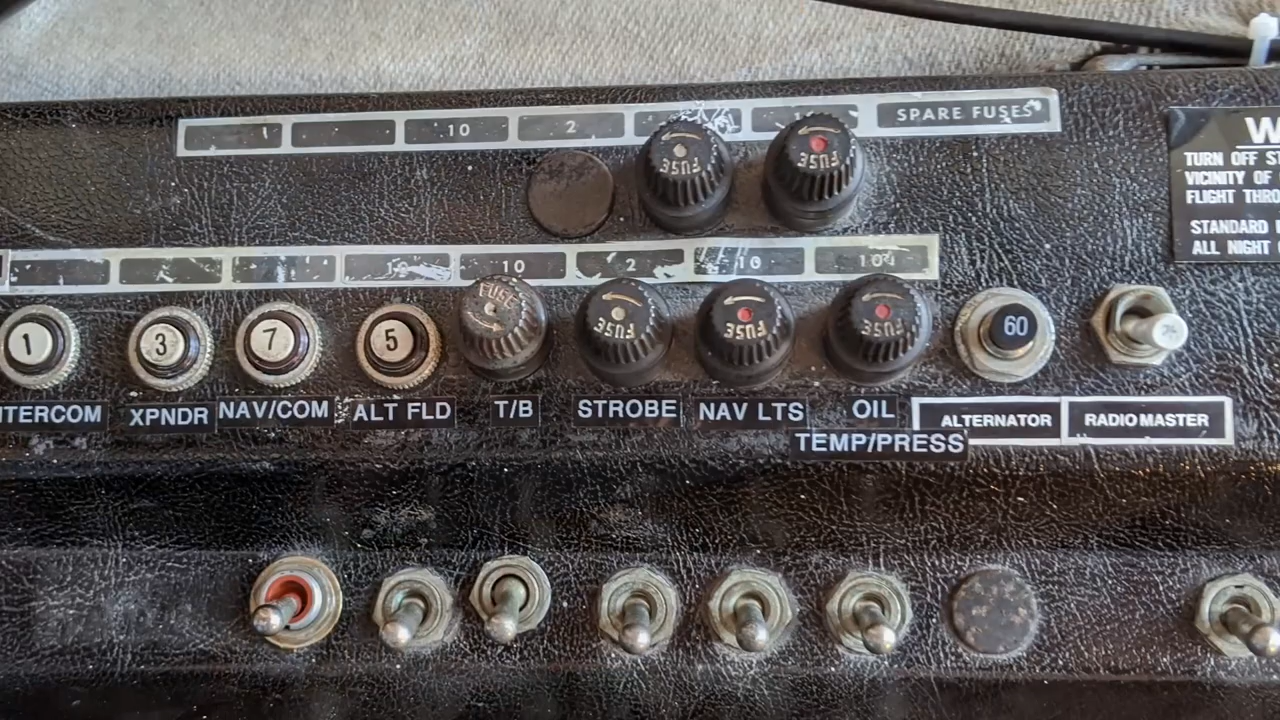 10 2 SPARE FUSES
FUSE FUSE
W
TURN OFF ST
VICINITY OF
FLIGHT THRO
STANDARD
ALL NIGHT
10 2 10 10
1 3 7 5 FUSE FUSE FUSE FUSE 60
NTERCOM XPNDR NAV/COM ALT FLD T/B STROBE NAV LTS OIL ALTERNATOR RADIO MASTER
TEMP/PRESS